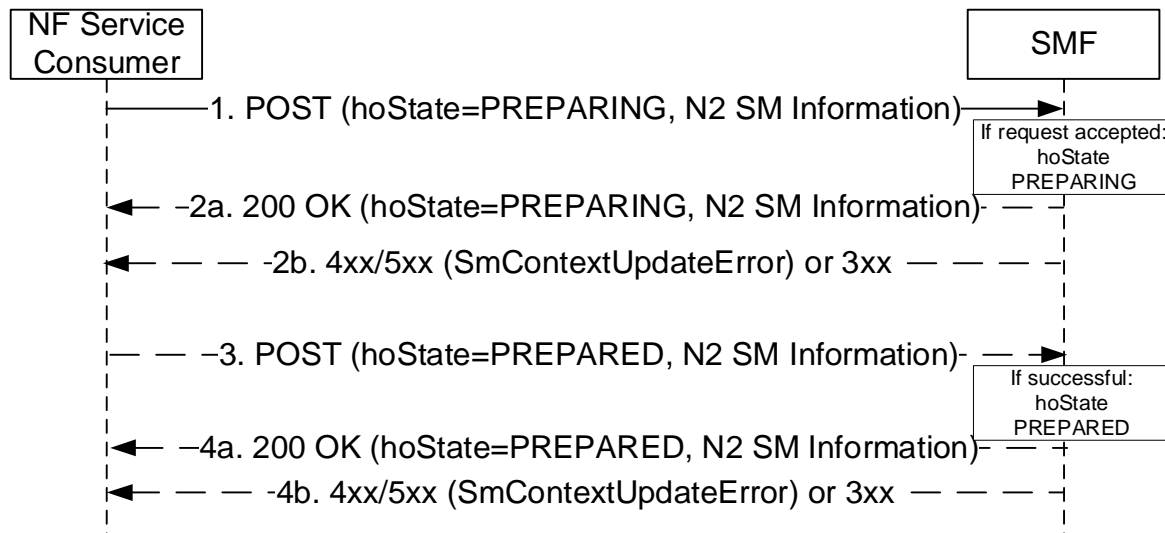 NF Service
Consumer
SMF
1. POST (hoState=PREPARING, N2 SM Information)
If request accepted:
hoState
PREPARING
2a. 200 OK (hoState=PREPARING, N2 SM Information)
2b. 4xx/5xx (SmContextUpdateError) or 3xx
3. POST (hoState=PREPARED, N2 SM Information)
If successful:
hoState
PREPARED
4a. 200 OK (hoState=PREPARED, N2 SM Information)
4b. 4xx/5xx (SmContextUpdateError) or 3xx